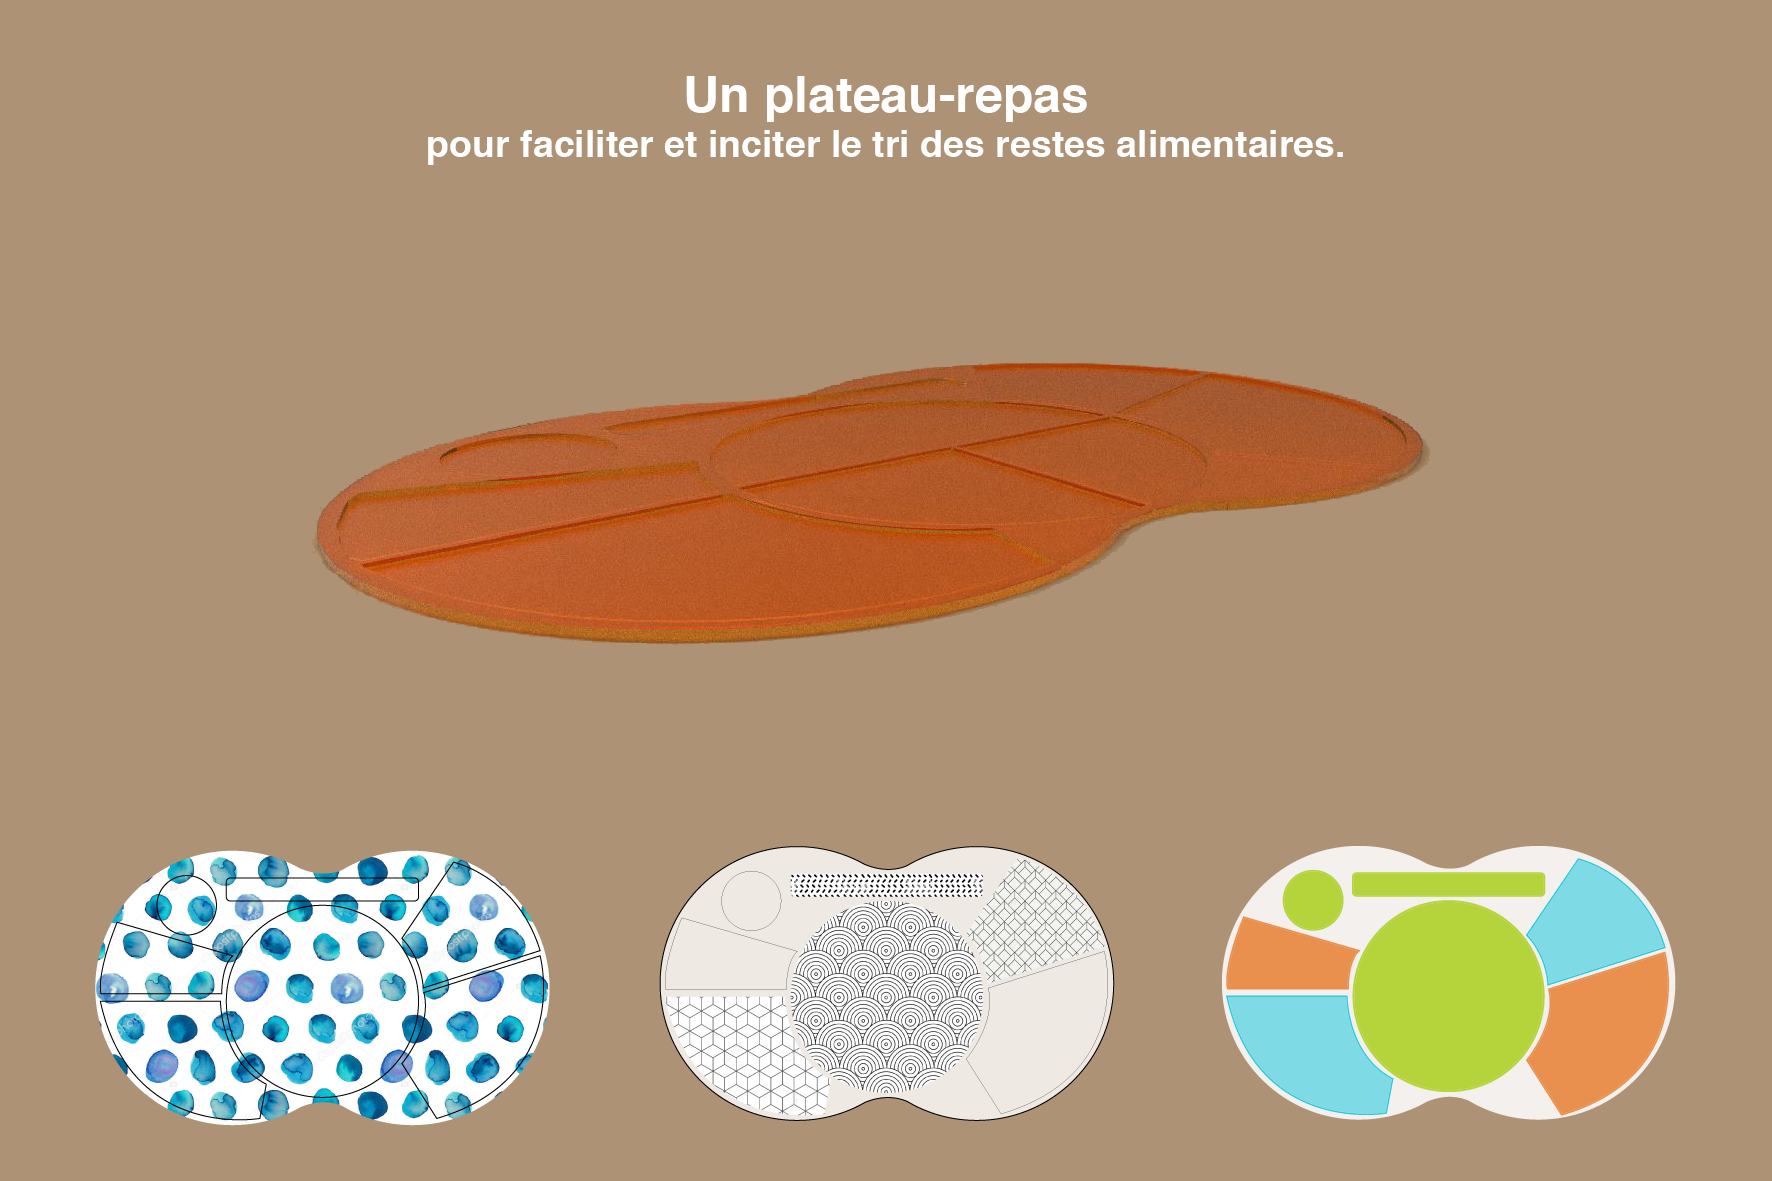 Un plateau-repas
pour faciliter et inciter le tri des restes alimentaires.